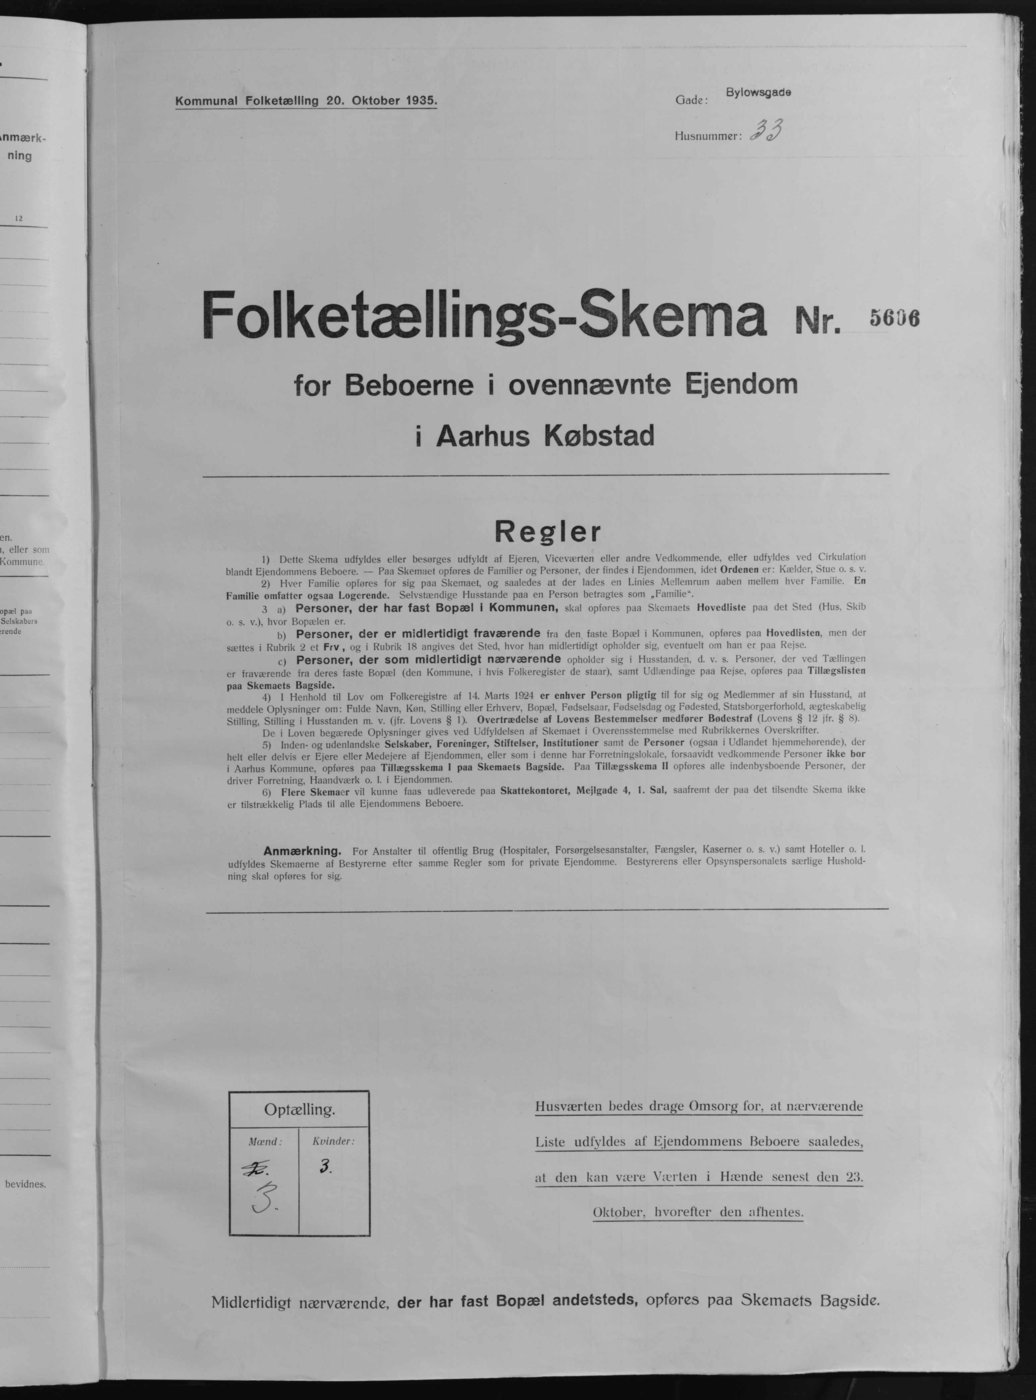 nmærk-
ning
12
en.
, eller som
Kommune.
opæl paa
Selskabers
erende
bevidnes.
Kommunal Folketælling 20. Oktober 1935.
Gade: Bylowsgade
Husnummer: 33
Folketællings-Skema Nr. 5606
for Beboerne i ovennævnte Ejendom
i Aarhus Købstad
Regler
1) Dette Skema udfyldes eller besørges udfyldt af Ejeren, Viceværten eller andre Vedkommende, eller udfyldes ved Cirkulation
blandt Ejendommens Beboere. — Paa Skemaet opføres de Familier og Personer, der findes i Ejendommen, idet Ordenen er: Kælder, Stue o. s. v.
2) Hver Familie opføres for sig paa Skemaet, og saaledes at der lades en Linies Mellemrum aaben mellem hver Familie. En
Familie omfatter ogsaa Logerende. Selvstændige Husstande paa en Person betragtes som „Familie“.
3 a) Personer, der har fast Bopæl i Kommunen, skal opføres paa Skemaets Hovedliste paa det Sted (Hus, Skib
o. s. v.), hvor Bopælen er.
b) Personer, der er midlertidigt fraværende fra den faste Bopæl i Kommunen, opføres paa Hovedlisten, men der
sættes i Rubrik 2 et Frv, og i Rubrik 18 angives det Sted, hvor han midlertidigt opholder sig, eventuelt om han er paa Rejse.
c) Personer, der som midlertidigt nærværende opholder sig i Husstanden, d. v. s. Personer, der ved Tællingen
er fraværende fra deres faste Bopæl (den Kommune, i hvis Folkeregister de staar), samt Udlændinge paa Rejse, opføres paa Tillægslisten
paa Skemaets Bagside.
4) I Henhold til Lov om Folkeregistre af 14. Marts 1924 er enhver Person pligtig til for sig og Medlemmer af sin Husstand, at
meddele Oplysninger om: Fulde Navn, Køn, Stilling eller Erhverv, Bopæl, Fødselsaar, Fødselsdag og Fødested, Statsborgerforhold, ægteskabelig
Stilling, Stilling i Husstanden m. v. (jfr. Lovens § 1). Overtrædelse af Lovens Bestemmelser medfører Bødestraf (Lovens § 12 jfr. § 8).
De i Loven begærede Oplysninger gives ved Udfyldelsen af Skemaet i Overensstemmelse med Rubrikkernes Overskrifter.
5) Inden- og udenlandske Selskaber, Foreninger, Stiftelser, Institutioner samt de Personer (ogsaa i Udlandet hjemmehørende), der
helt eller delvis er Ejere eller Medejere af Ejendommen, eller som i denne har Forretningslokale, forsaavidt vedkommende Personer ikke bor
i Aarhus Kommune, opføres paa Tillægsskema I paa Skemaets Bagside. Paa Tillægsskema II opføres alle indenbysboende Personer, der
driver Forretning, Haandværk o. l. i Ejendommen.
6) Flere Skemaer vil kunne faas udleverede paa Skattekontoret, Mejlgade 4, 1. Sal, saafremt der paa det tilsendte Skema ikke
er tilstrækkelig Plads til alle Ejendommens Beboere.
Anmærkning. For Anstalter til offentlig Brug (Hospitaler, Forsørgelsesanstalter, Fængsler, Kaserner o. s. v.) samt Hoteller o. l.
udfyldes Skemaerne af Bestyrerne efter samme Regler som for private Ejendomme. Bestyrerens eller Opsynspersonalets særlige Hushold-
ning skal opføres for sig.
Optælling.
Mænd: Kvinder:
2. 3.
3.
Husværten bedes drage Omsorg for, at nærværende
Liste udfyldes af Ejendommens Beboere saaledes,
at den kan være Værten i Hænde senest den 23.
Oktober, hvorefter den afhentes.
Midlertidigt nærværende, der har fast Bopæl andetsteds, opføres paa Skemaets Bagside.